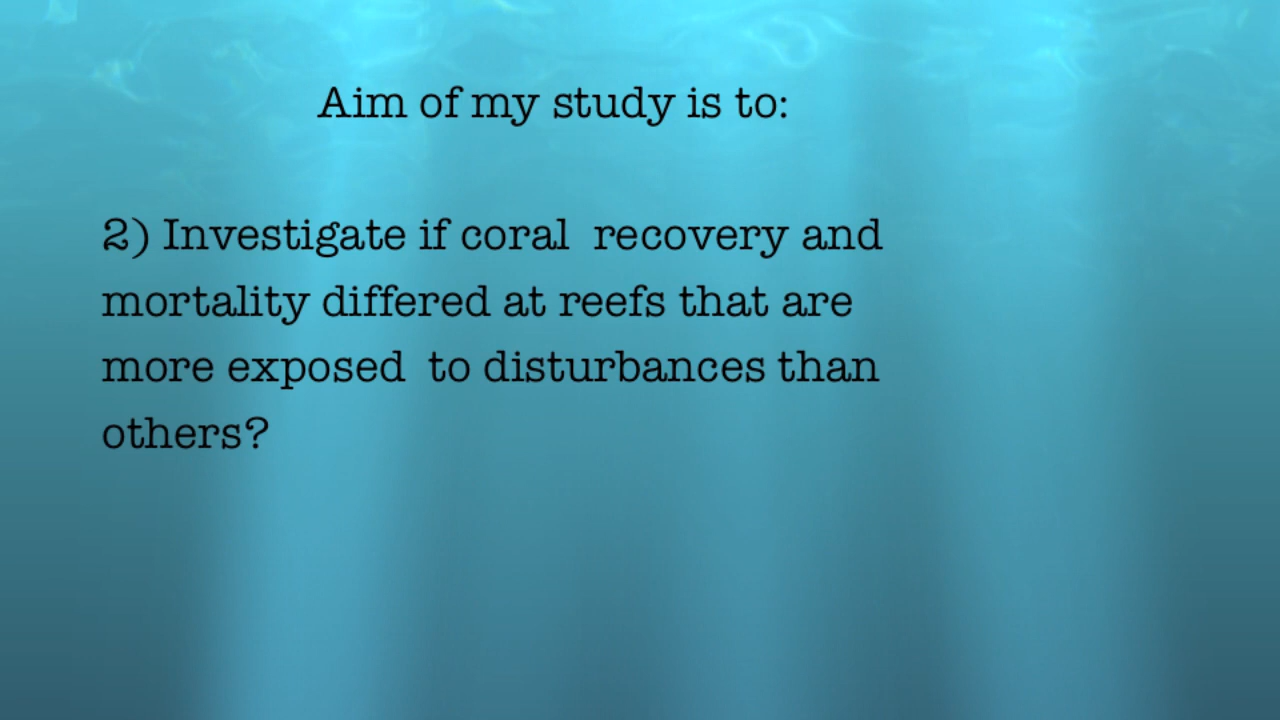 Aim of my study is to:
2) Investigate if coral  recovery and
mortality differed at reefs that are
more exposed  to disturbances than
others?